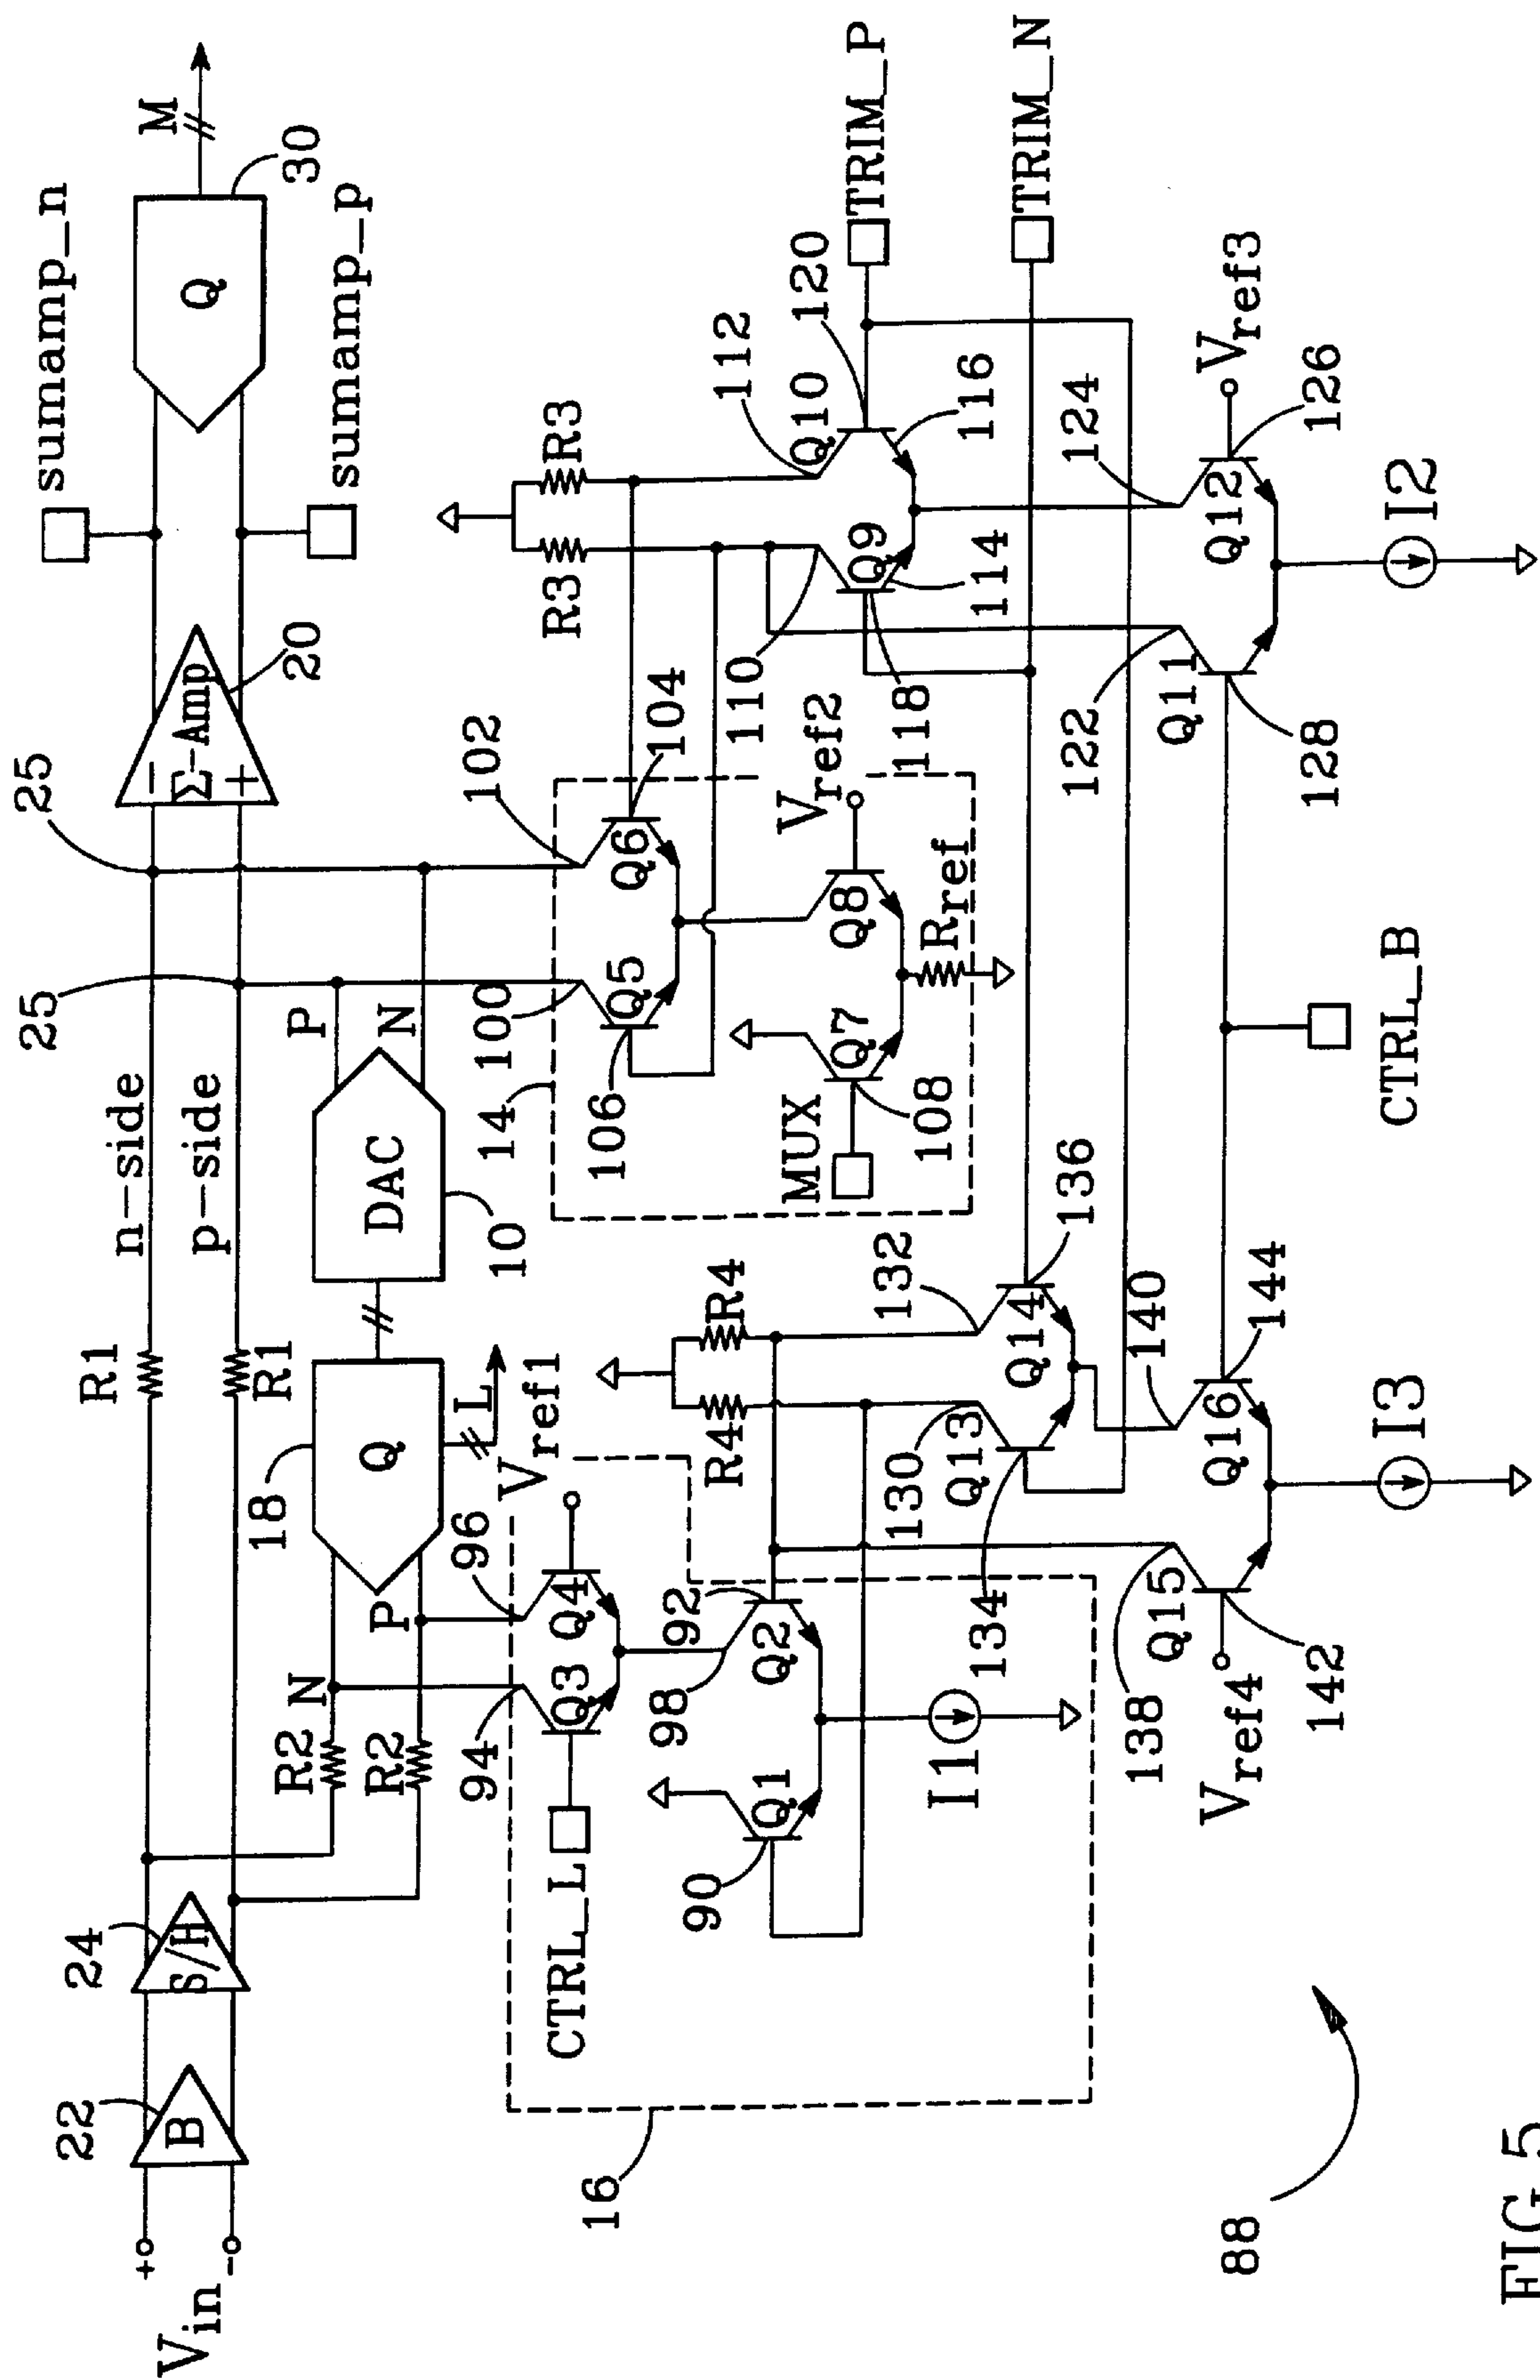 sumamp_n
M
30
Q
sumamp_p
25
Σ-Amp
−
+
20
25
n-side
p-side
R1
R1
24
S/H
22
B
+
Vin
-
P
N
DAC
10
18
Q
L
N
P
R2
R2
102
100
14
Q5
Q6
104
106
MUX
Q7
Q8
108
Vref2
Rref
R3
R3
112
110
Q10
Q9
120
118
114
116
TRIM_P
TRIM_N
Vref1
96
94
Q3
Q4
CTRL_L
98
92
Q2
Q1
90
I1
16
R4
R4
132
130
Q14
Q13
136
134
122
124
Q11
Q12
128
126
Vref3
I2
138
140
Q15
Q16
142
144
Vref4
I3
CTRL_B
88
FIG.5